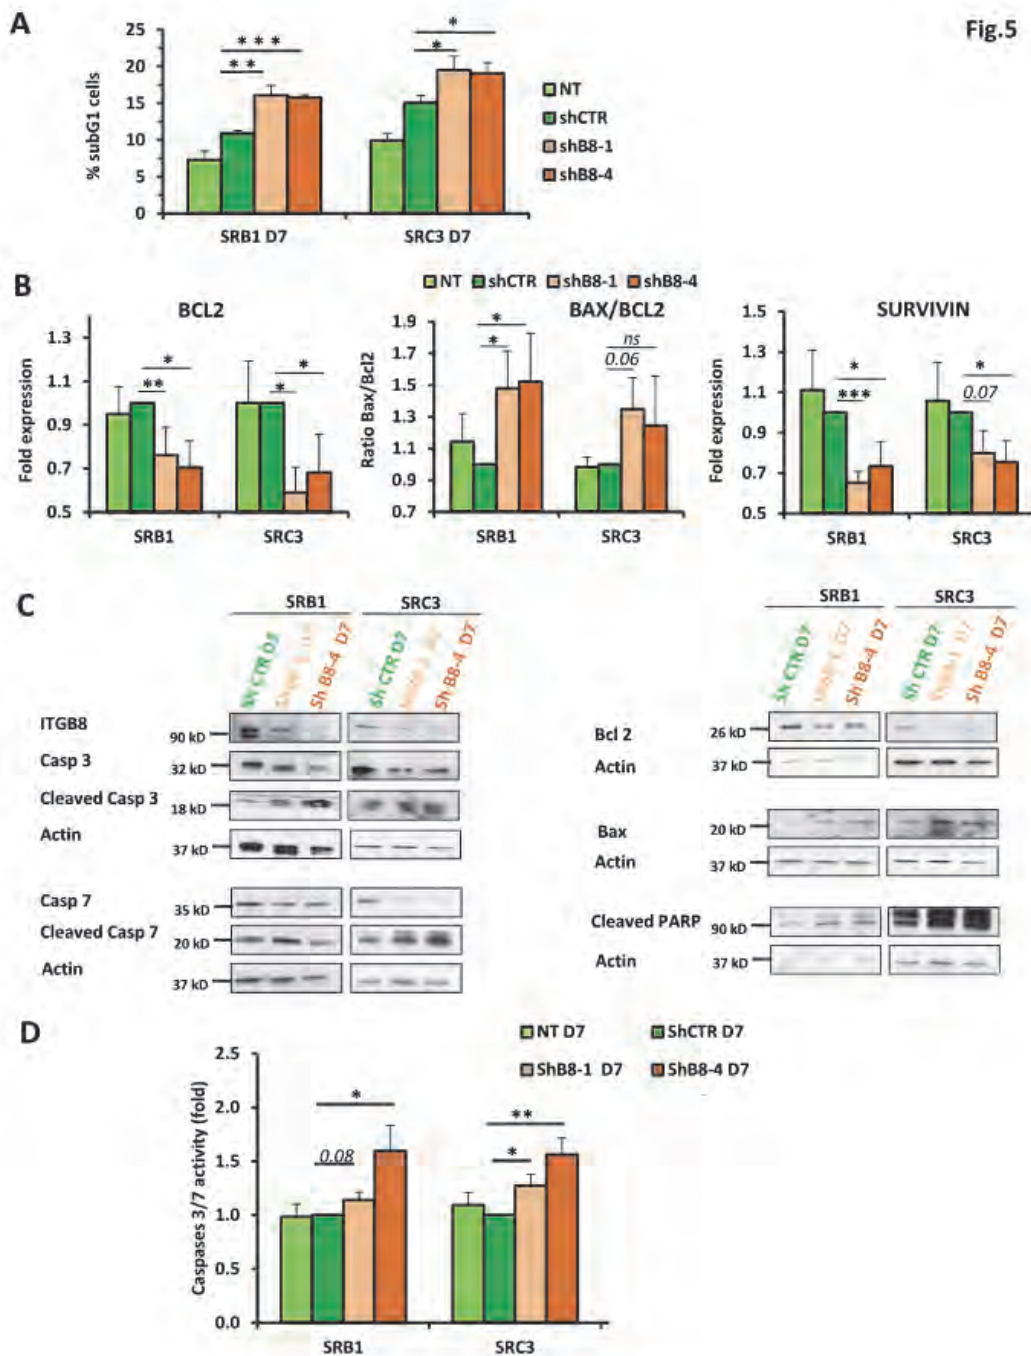 A
Fig.5
25
20
15
10
5
0
% subG1 cells
* * *
* *
*
*
NT
shCTR
shB8-1
shB8-4
SRB1 D7
SRC3 D7
B
NT shCTR shB8-1 shB8-4
BCL2
1.3
1.1
0.9
0.7
0.5
Fold expression
*
**
*
*
SRB1
SRC3
BAX/BCL2
1.9
1.7
1.5
1.3
1.1
0.9
0.7
Ratio Bax/Bcl2
*
*
ns
0.06
SRB1
SRC3
SURVIVIN
1.5
1.3
1.1
0.9
0.7
0.5
Fold expression
*
***
*
0.07
SRB1
SRC3
C
SRB1
SRC3
Sh CTR D7
Sh B8-4 D7
Sh CTR D7
Sh B8-4 D7
ITGB8
90 kD
Casp 3
32 kD
Cleaved Casp 3
18 kD
Actin
37 kD
Casp 7
35 kD
Cleaved Casp 7
20 kD
Actin
37 kD
SRB1
SRC3
Sh CTR D7
Sh B8-4 D7
Sh CTR D7
Sh B8-4 D7
Bcl 2
26 kD
Actin
37 kD
Bax
20 kD
Actin
37 kD
Cleaved PARP
90 kD
Actin
37 kD
D
NT D7 ShCTR D7
ShB8-1 D7 ShB8-4 D7
2.5
2.0
1.5
1.0
0.5
0.0
Caspases 3/7 activity (fold)
*
0.08
**
*
SRB1
SRC3